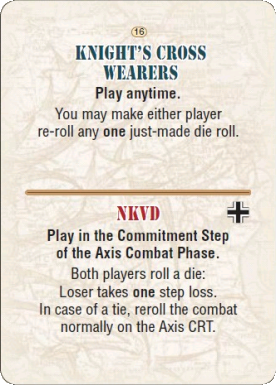 16
KNIGHT'S CROSS
WEARERS
Play anytime.
You may make either player
re-roll any one just-made die roll.
NKVD
Play in the Commitment Step
of the Axis Combat Phase.
Both players roll a die:
Loser takes one step loss.
In case of a tie, reroll the combat
normally on the Axis CRT.